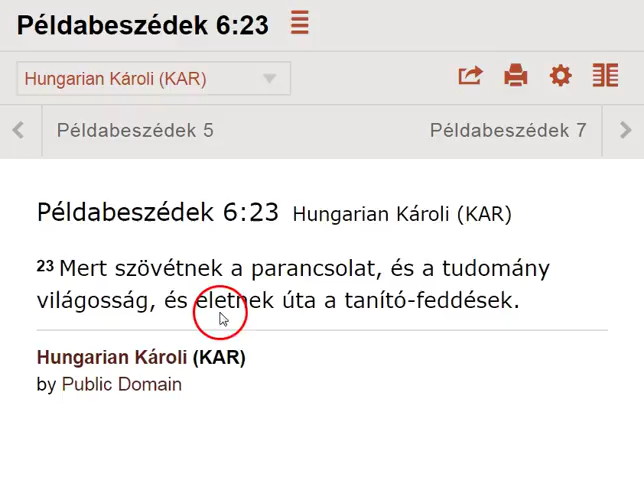 Példabeszédek 6:23
Hungarian Károli (KAR)
Példabeszédek 5
Példabeszédek 7
Példabeszédek 6:23 Hungarian Károli (KAR)
23 Mert szövétnek a parancsolat, és a tudomány
világosság, és életnek úta a tanító-feddések.
Hungarian Károli (KAR)
by Public Domain